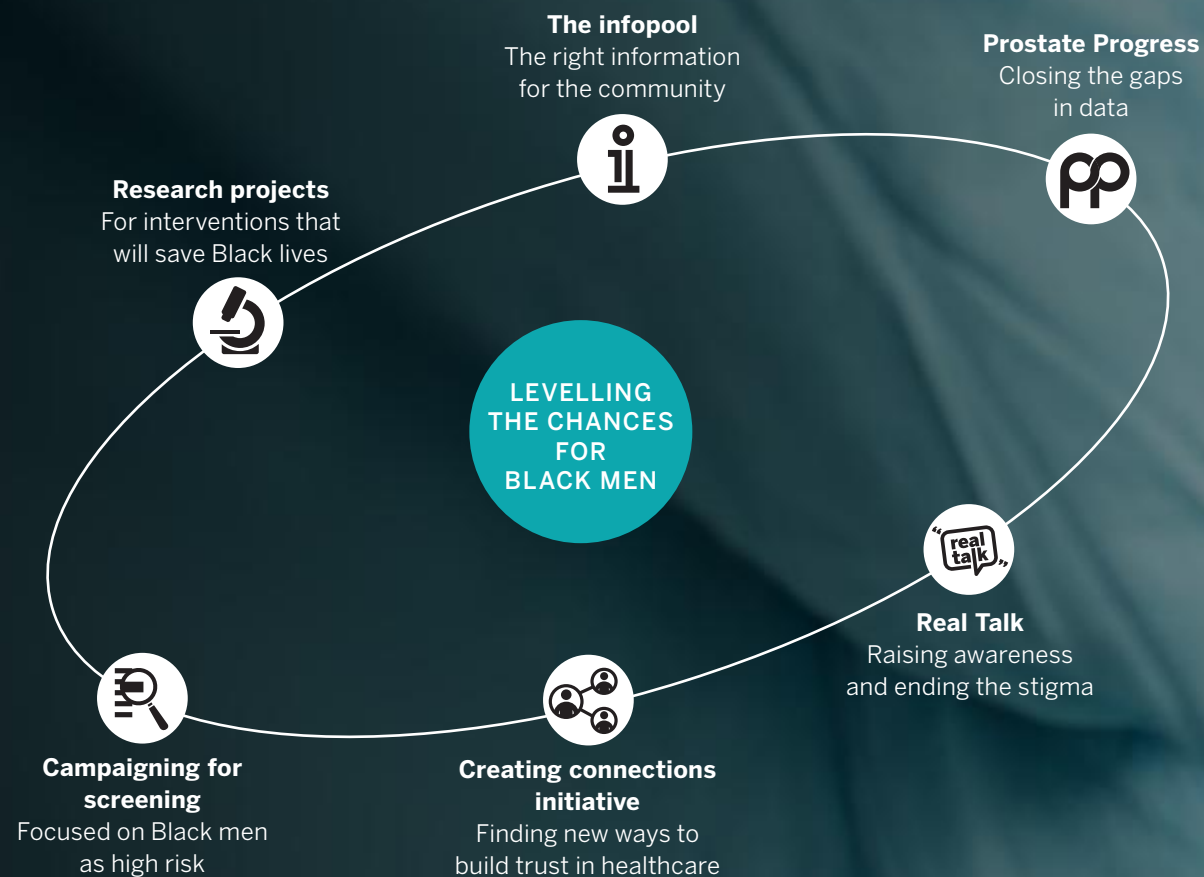 The infopool
The right information
for the community
Prostate Progress
Closing the gaps
in data
pp
Research projects
For interventions that
will save Black lives
LEVELLING
THE CHANCES
FOR
BLACK MEN
“real
talk”
Real Talk
Raising awareness
and ending the stigma
Campaigning for
screening
Focused on Black men
as high risk
Creating connections
initiative
Finding new ways to
build trust in healthcare